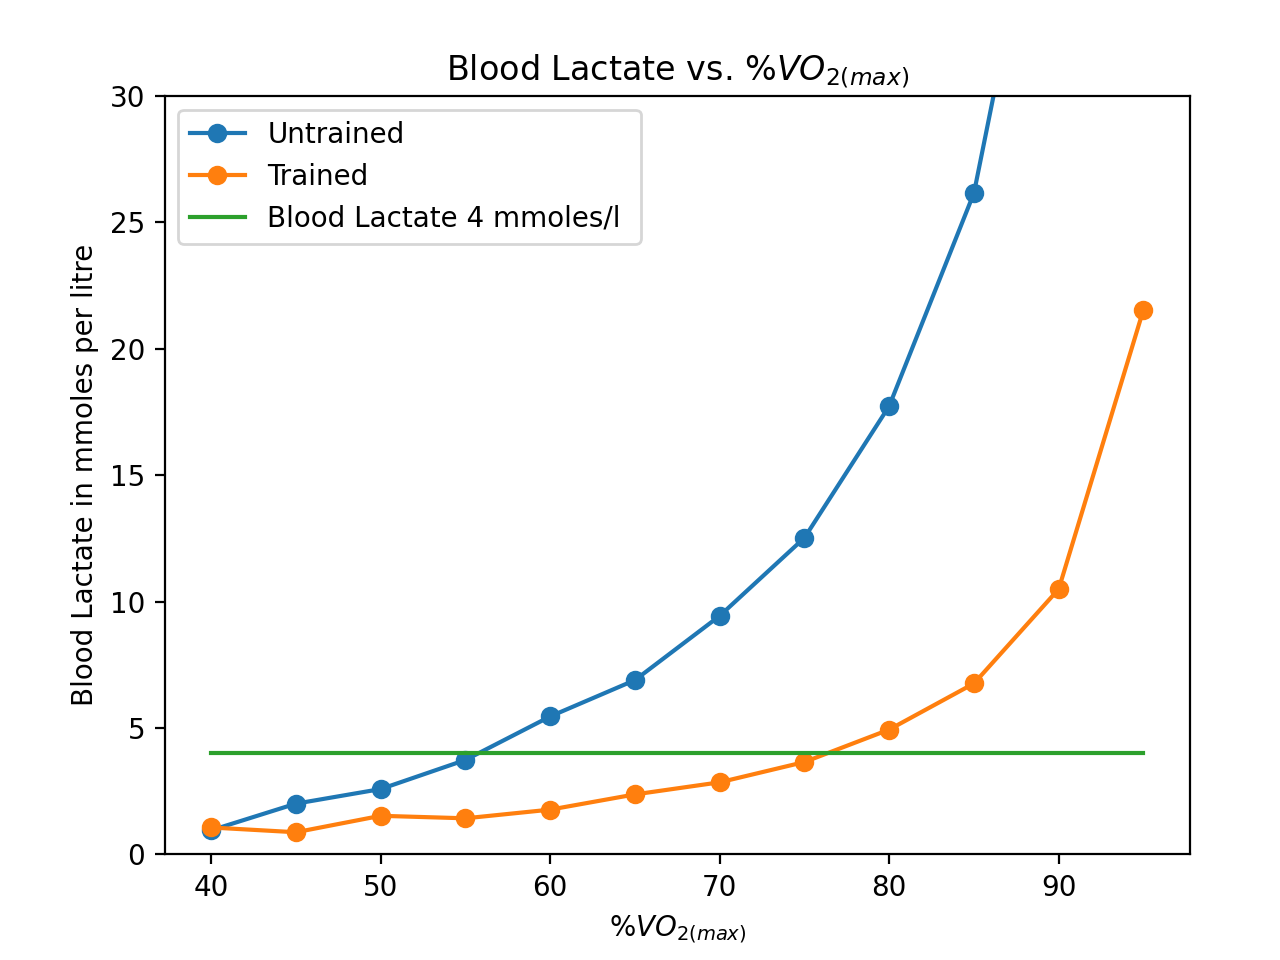 Blood Lactate vs. %VO2(max)
30
25
20
15
10
5
0
Blood Lactate in mmoles per litre
Untrained
Trained
Blood Lactate 4 mmoles/l
40 50 60 70 80 90
%VO2(max)